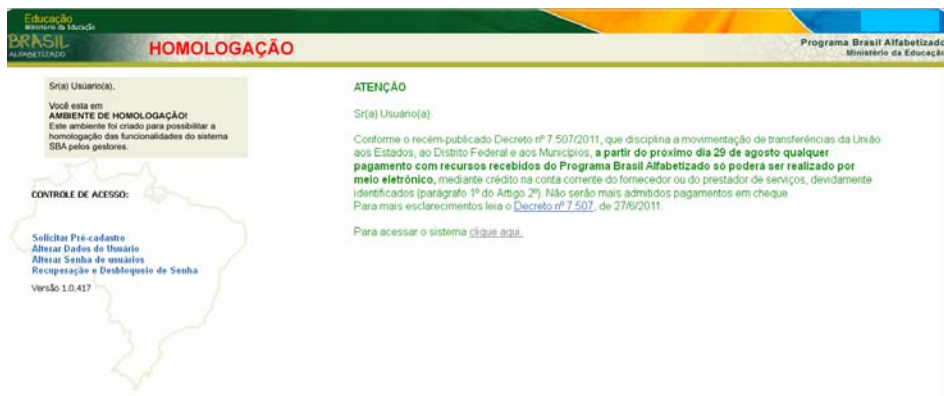 Educação
Ministério da Educação
BRASIL
ALFABETIZADO
HOMOLOGAÇÃO
Programa Brasil Alfabetizado
Ministério da Educação
Sr(a) Usúario(a),
Você esta em
AMBIENTE DE HOMOLOGAÇÃO!
Este ambiente foi criado para possibilitar a
homologação das funcionalidades do sistema
SBA pelos gestores.
CONTROLE DE ACESSO:
Solicitar Pré-cadastro
Alterar Dados do Usuário
Alterar Senha de usuários
Recuperação e Desbloqueio de Senha
Versão 1.0.417
ATENÇÃO
Sr(a) Usuário(a).
Conforme o recém-publicado Decreto nº 7.507/2011, que disciplina a movimentação de transferências da União
aos Estados, ao Distrito Federal e aos Municípios, a partir do próximo dia 29 de agosto qualquer
pagamento com recursos recebidos do Programa Brasil Alfabetizado só poderá ser realizado por
meio eletrônico, mediante crédito na conta corrente do fornecedor ou do prestador de serviços, devidamente
identificados (parágrafo 1º do Artigo 2º). Não serão mais admitidos pagamentos em cheque.
Para mais esclarecimentos leia o Decreto nº 7.507, de 27/6/2011.
Para acessar o sistema clique aqui.